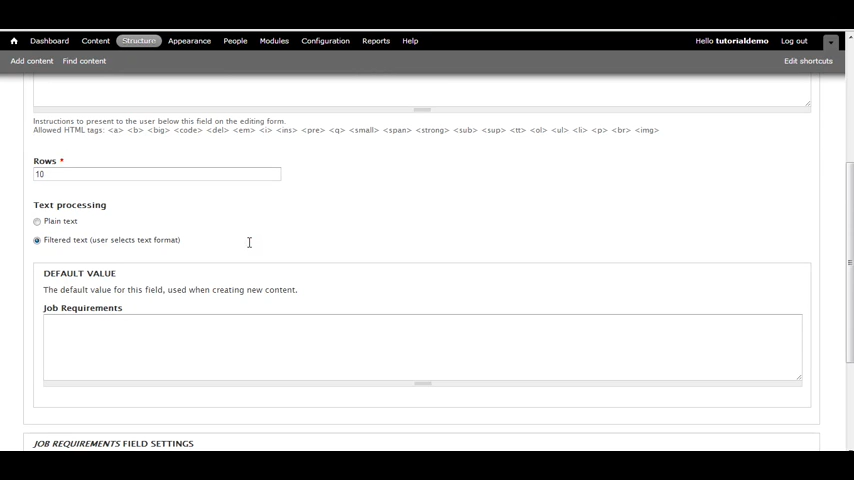 Dashboard Content Structure Appearance People Modules Configuration Reports Help Hello tutorialdemo Log out
Add content Find content Edit shortcuts
Instructions to present to the user below this field on the editing form.
Allowed HTML tags: <a> <b> <big> <code> <del> <em> <i> <ins> <pre> <q> <small> <span> <strong> <sub> <sup> <tt> <ol> <ul> <li> <p> <br> <img>
Rows *
10
Text processing
Plain text
Filtered text (user selects text format)
DEFAULT VALUE
The default value for this field, used when creating new content.
Job Requirements
JOB REQUIREMENTS FIELD SETTINGS